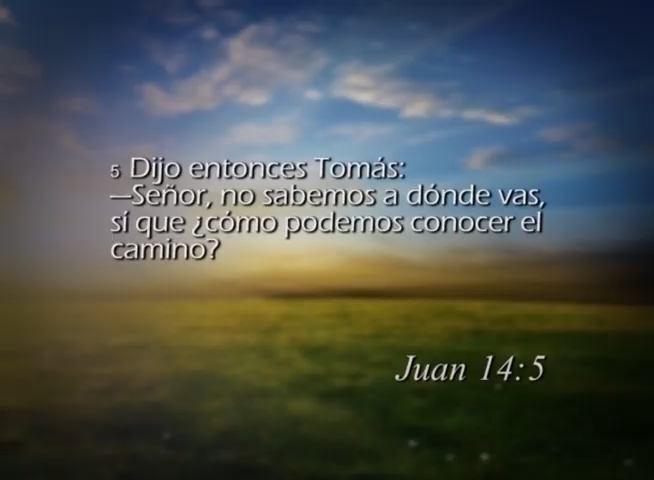 5 Dijo entonces Tomás:
—Señor, no sabemos a dónde vas,
sí que ¿cómo podemos conocer el
camino?
Juan 14:5